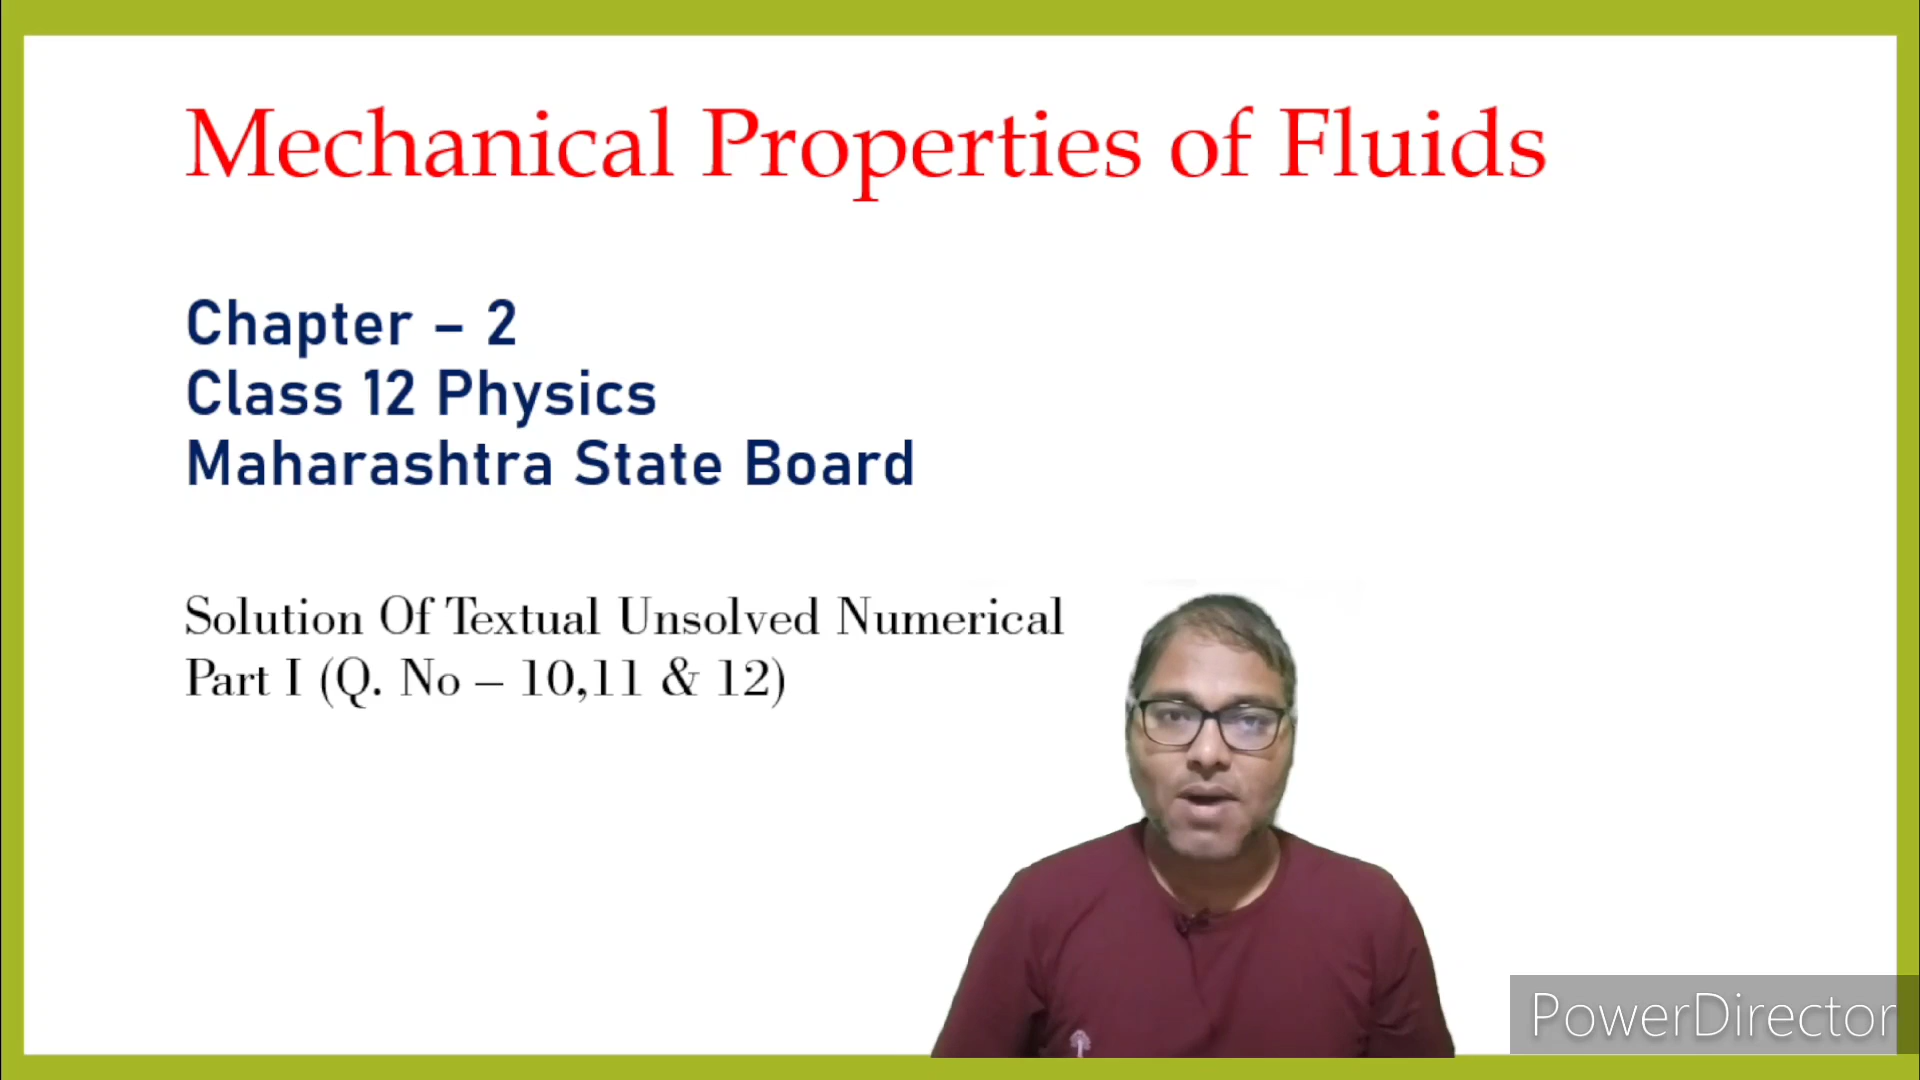 Mechanical Properties of Fluids
Chapter – 2
Class 12 Physics
Maharashtra State Board
Solution Of Textual Unsolved Numerical
Part I (Q. No – 10,11 & 12)
PowerDirector